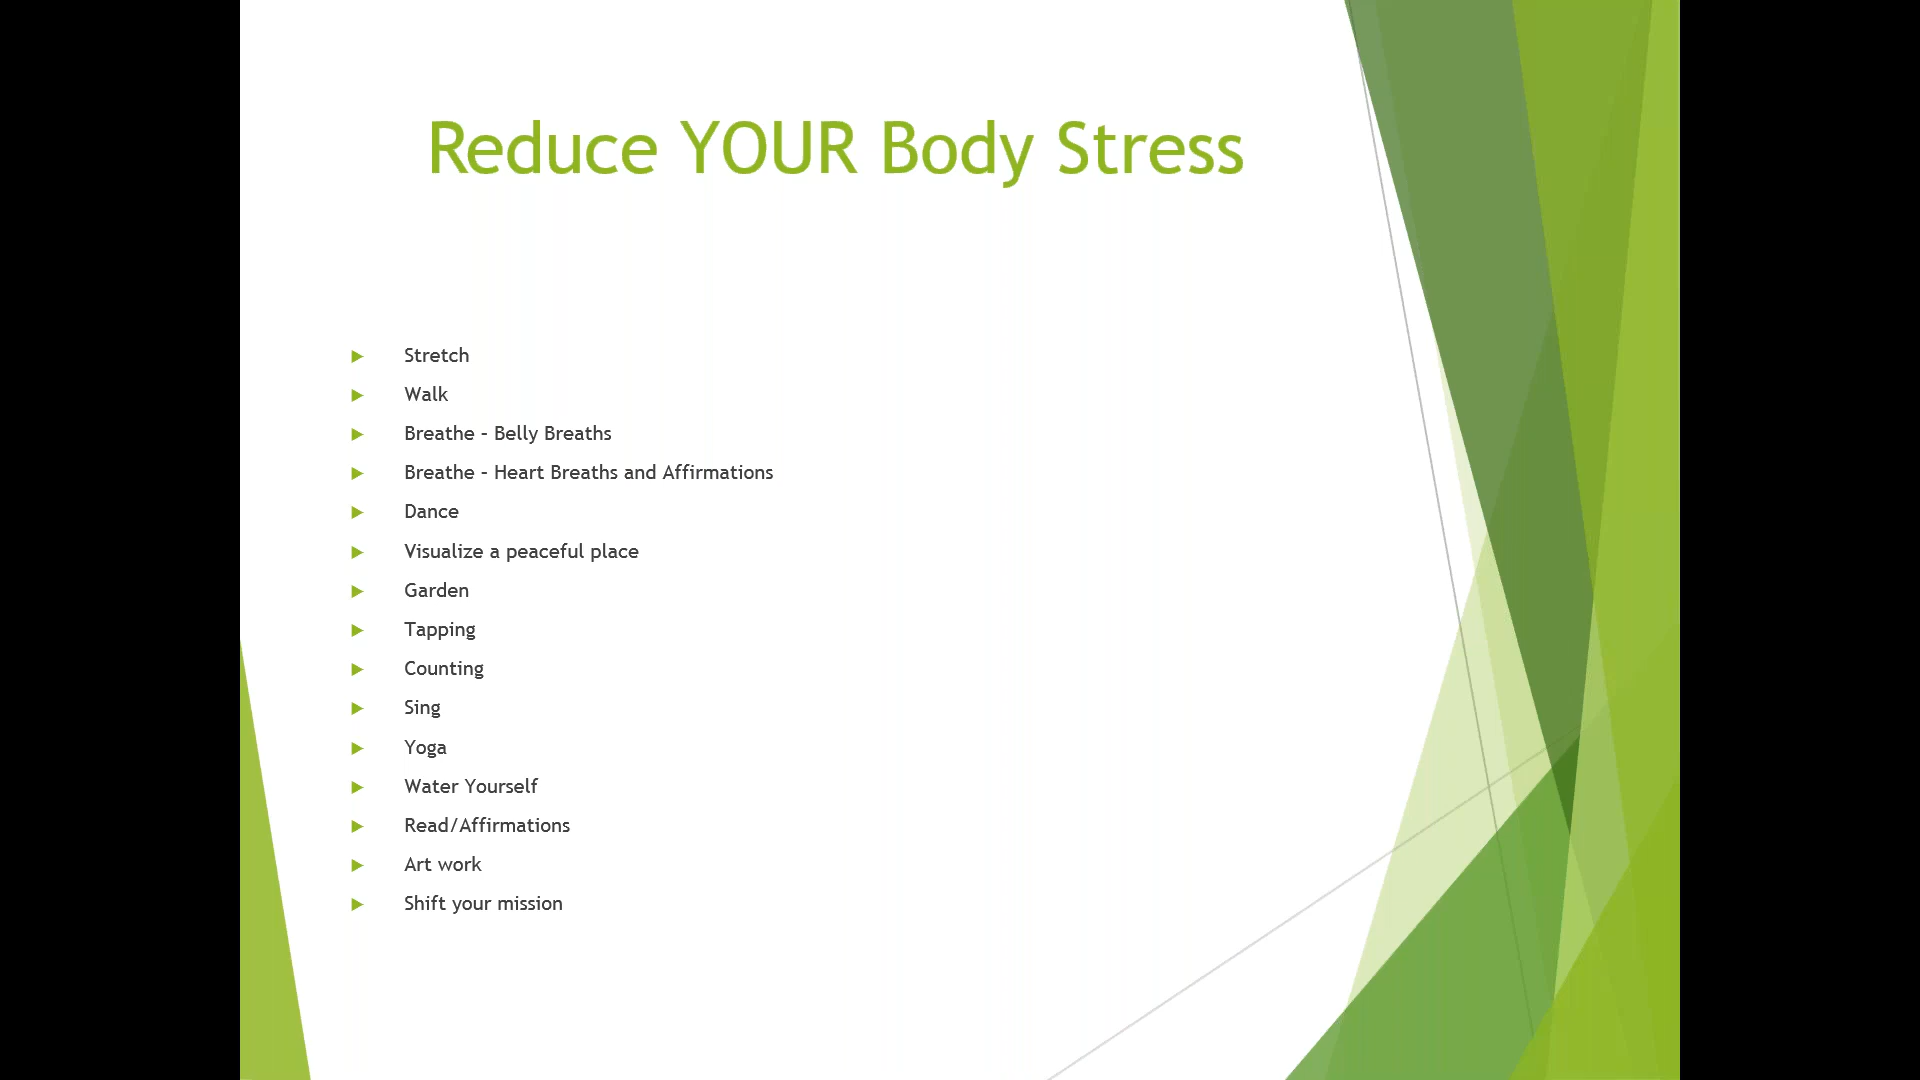 Reduce YOUR Body Stress
Stretch
Walk
Breathe – Belly Breaths
Breathe – Heart Breaths and Affirmations
Dance
Visualize a peaceful place
Garden
Tapping
Counting
Sing
Yoga
Water Yourself
Read/Affirmations
Art work
Shift your mission